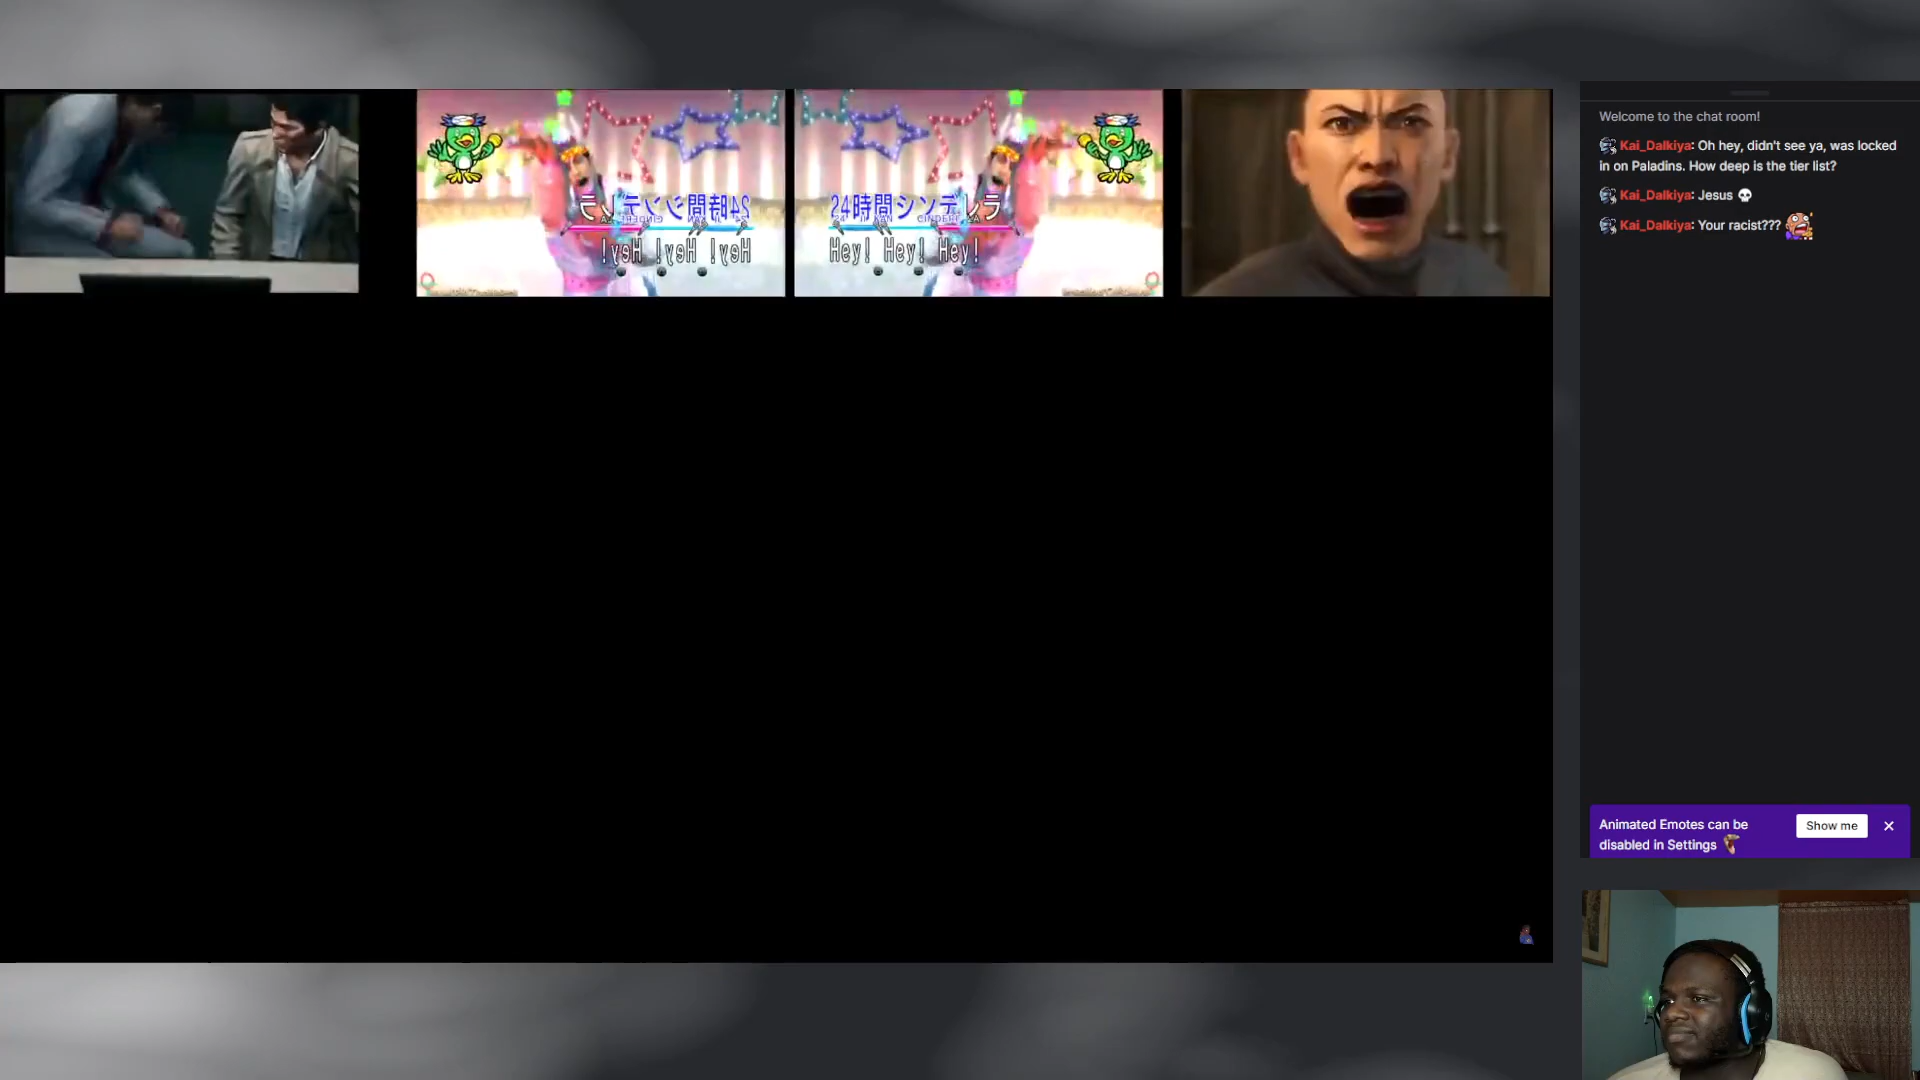 24時間シンデレラ
Hey! Hey! Hey!
24時間シンデレラ
Hey! Hey! Hey!
Welcome to the chat room!
Kai_Dalkiya: Oh hey, didn't see ya, was locked
in on Paladins. How deep is the tier list?
Kai_Dalkiya: Jesus 💀
Kai_Dalkiya: Your racist???
Animated Emotes can be
disabled in Settings
Show me